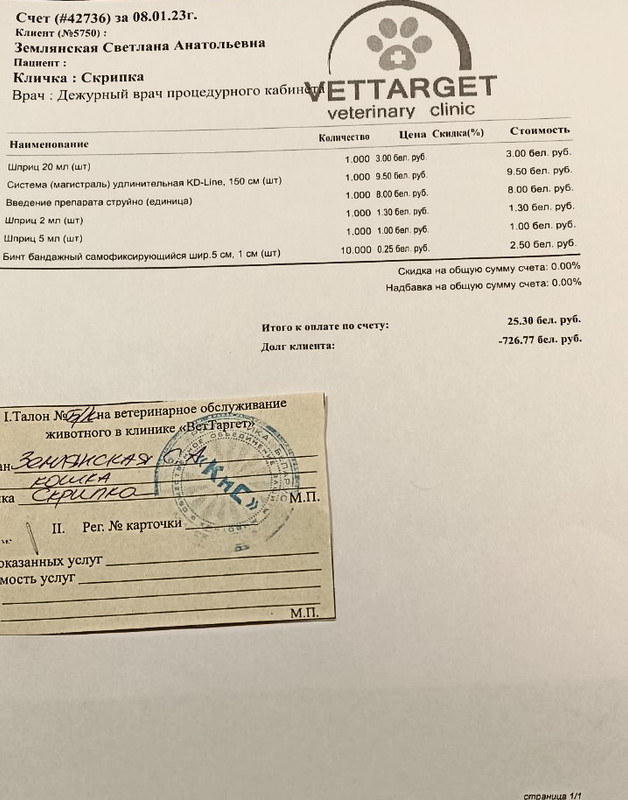 Счет (#42736) за 08.01.23г.
Клиент (№5750) :
Землянская Светлана Анатольевна
Пациент :
Кличка : Скрипка
Врач : Дежурный врач процедурного кабинета
VETTARGET
veterinary clinic
Наименование Количество Цена Скидка(%) Стоимость
Шприц 20 мл (шт) 1.000 3.00 бел. руб. 3.00 бел. руб.
Система (магистраль) удлинительная KD-Line, 150 см (шт) 1.000 9.50 бел. руб. 9.50 бел. руб.
Введение препарата струйно (единица) 1.000 8.00 бел. руб. 8.00 бел. руб.
Шприц 2 мл (шт) 1.000 1.30 бел. руб. 1.30 бел. руб.
Шприц 5 мл (шт) 1.000 1.00 бел. руб. 1.00 бел. руб.
Бинт бандажный самофиксирующийся шир.5 см, 1 см (шт) 10.000 0.25 бел. руб. 2.50 бел. руб.
Скидка на общую сумму счета: 0.00%
Надбавка на общую сумму счета: 0.00%
Итого к оплате по счету: 25.30 бел. руб.
Долг клиента: -726.77 бел. руб.
I.Талон № Б/к на ветеринарное обслуживание
животного в клинике «ВетТаргет»
ан Землянская С.А.
кошка
ка Скрипка М.П.
«КиС»
II. Рег. № карточки
оказанных услуг
мость услуг
М.П.
страница 1/1